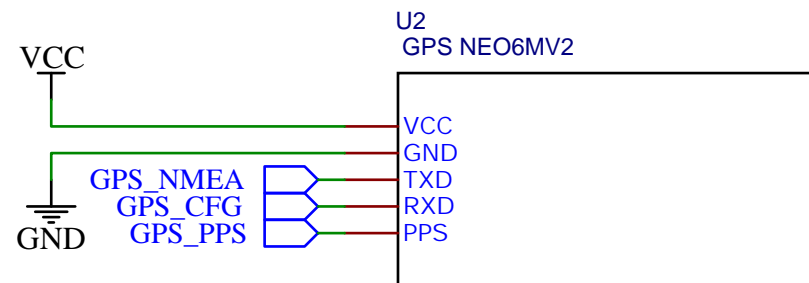 U2
GPS NEO6MV2
VCC
VCC
GND
GPS_NMEA TXD
GPS_CFG RXD
GPS_PPS PPS
GND